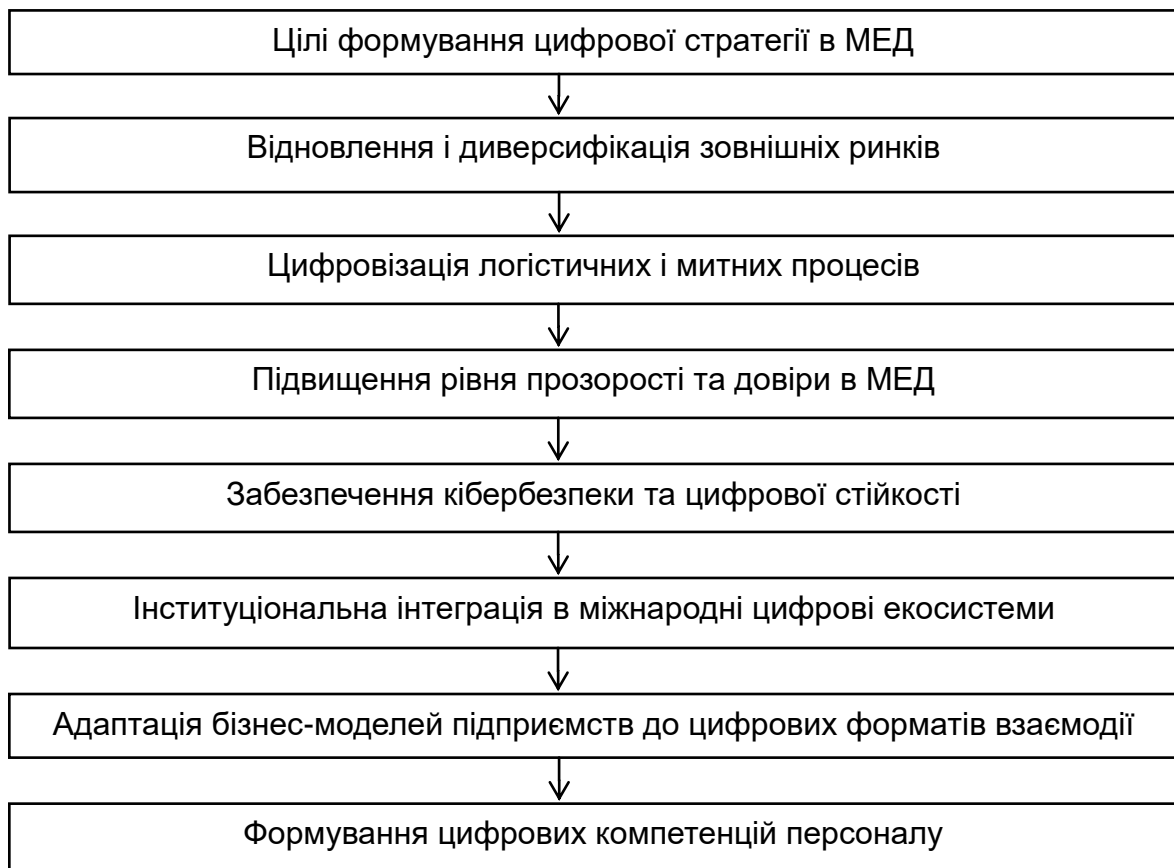 Цілі формування цифрової стратегії в МЕД
Відновлення і диверсифікація зовнішніх ринків
Цифровізація логістичних і митних процесів
Підвищення рівня прозорості та довіри в МЕД
Забезпечення кібербезпеки та цифрової стійкості
Інституціональна інтеграція в міжнародні цифрові екосистеми
Адаптація бізнес-моделей підприємств до цифрових форматів взаємодії
Формування цифрових компетенцій персоналу